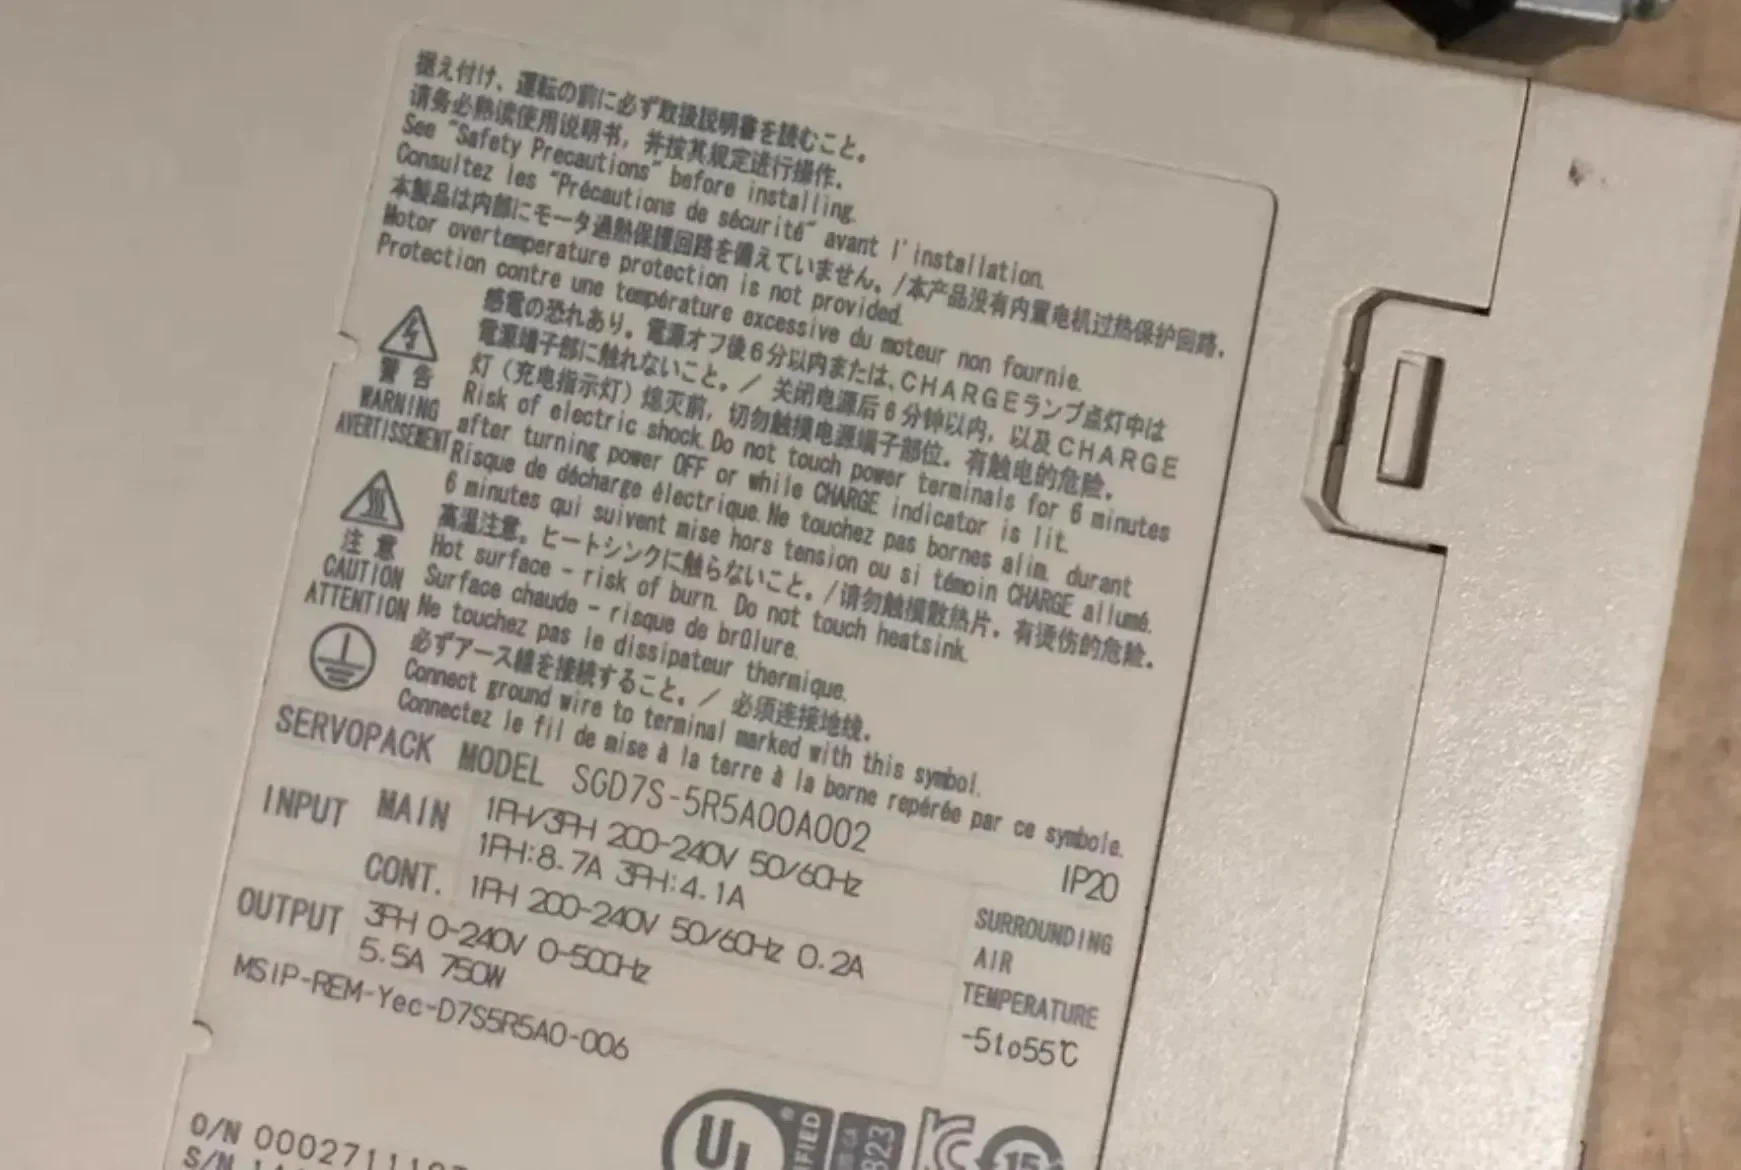 据え付け、運転の前に必ず取扱説明書を読むこと。
请务必熟读使用说明书，并按其规定进行操作．
See "Safety Precautions" before installing.
Consultez les "Précautions de sécurité" avant l'installation.
本製品は内部にモータ過熱保護回路を備えていません。/本产品没有内置电机过热保护回路．
Motor overtemperature protection is not provided.
Protection contre une température excessive du moteur non fournie.
感電の恐れあり。電源オフ後6分以内または、CHARGEランプ点灯中は
電源端子部に触れないこと。/ 关闭电源后6分钟以内，以及CHARGE
灯（充电指示灯）熄灭前，切勿触摸电源端子部位．有触电的危险．
Risk of electric shock. Do not touch power terminals for 6 minutes
after turning power OFF or while CHARGE indicator is lit.
Risque de décharge électrique. Ne touchez pas bornes alim. durant
6 minutes qui suivent mise hors tension ou si témoin CHARGE allumé.
警告
WARNING
AVERTISSEMENT
高温注意。ヒートシンクに触らないこと。/请勿触摸散热片．有烫伤的危险．
Hot surface - risk of burn. Do not touch heatsink.
Surface chaude - risque de brûlure.
Ne touchez pas le dissipateur thermique.
注意
CAUTION
ATTENTION
必ずアース線を接続すること。/ 必须连接地线．
Connect ground wire to terminal marked with this symbol.
Connectez le fil de mise à la terre à la borne repérée par ce symbole.
SERVOPACK MODEL SGD7S-5R5A00A002
IP20
INPUT MAIN 1PH/3PH 200-240V 50/60Hz
1PH:8.7A 3PH:4.1A
CONT. 1PH 200-240V 50/60Hz 0.2A
OUTPUT 3PH 0-240V 0-500Hz
5.5A 750W
SURROUNDING
AIR
TEMPERATURE
-5to55℃
MSIP-REM-Yec-D7S5R5A0-006
O/N 00027111
S/N
UL